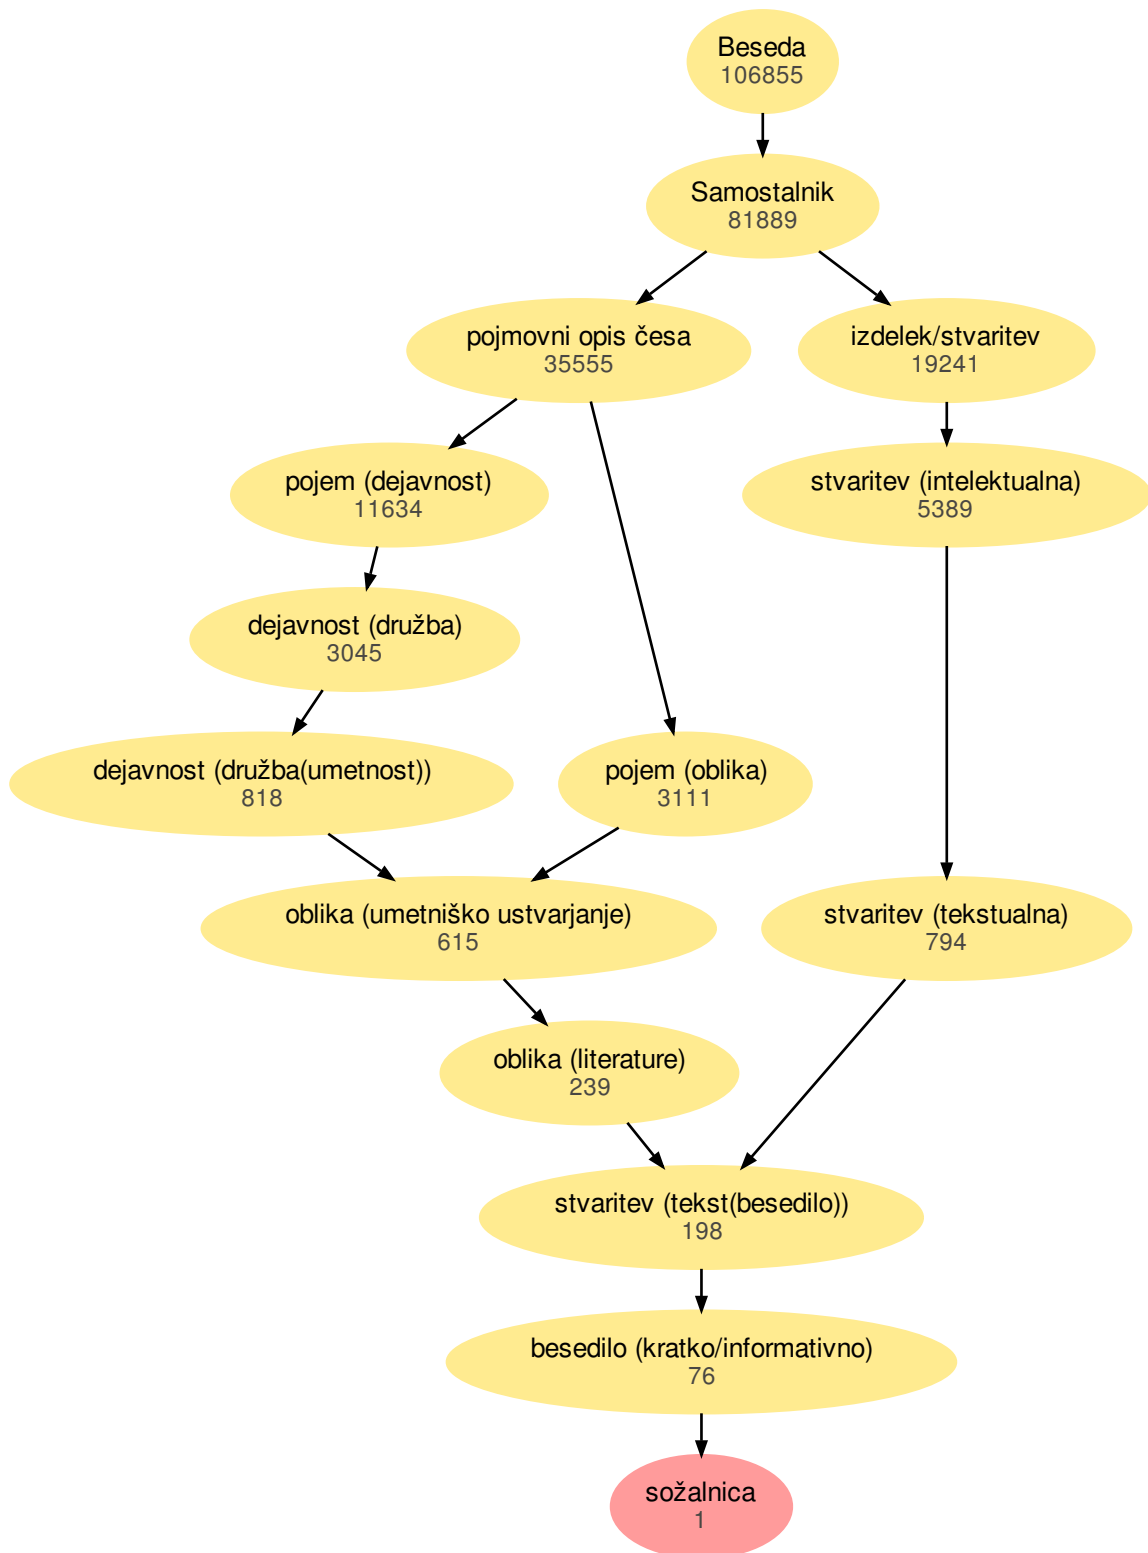 Beseda
106855
Samostalnik
81889
pojmovni opis česa
35555
izdelek/stvaritev
19241
pojem (dejavnost)
11634
stvaritev (intelektualna)
5389
dejavnost (družba)
3045
dejavnost (družba(umetnost))
818
pojem (oblika)
3111
oblika (umetniško ustvarjanje)
615
stvaritev (tekstualna)
794
oblika (literature)
239
stvaritev (tekst(besedilo))
198
besedilo (kratko/informativno)
76
sožalnica
1